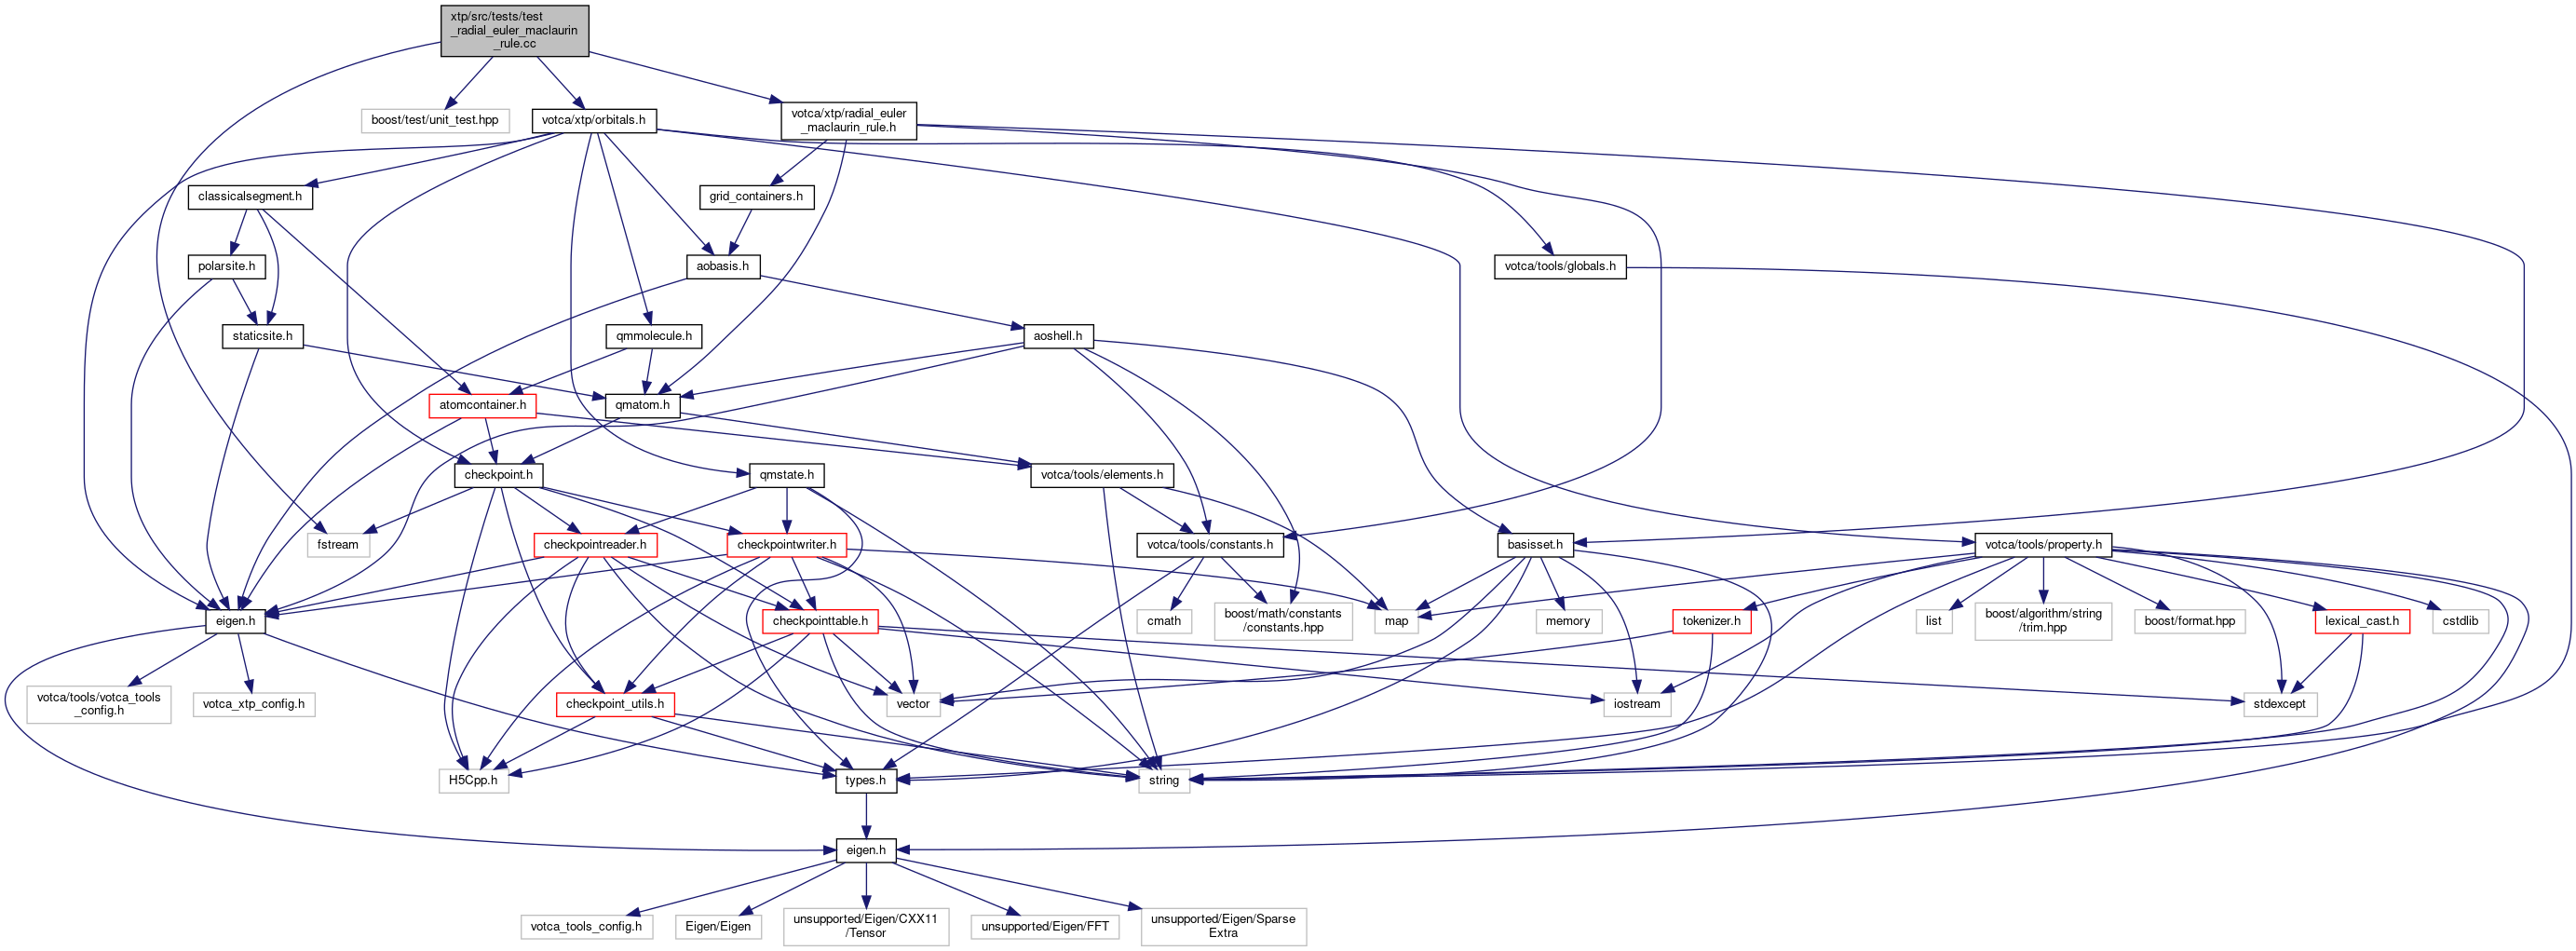 xtp/src/tests/test
_radial_euler_maclaurin
_rule.cc
boost/test/unit_test.hpp
votca/xtp/orbitals.h
votca/xtp/radial_euler
_maclaurin_rule.h
classicalsegment.h
grid_containers.h
polarsite.h
aobasis.h
votca/tools/globals.h
staticsite.h
qmmolecule.h
aoshell.h
atomcontainer.h
qmatom.h
checkpoint.h
qmstate.h
votca/tools/elements.h
fstream
checkpointreader.h
checkpointwriter.h
votca/tools/constants.h
basisset.h
votca/tools/property.h
eigen.h
checkpointtable.h
cmath
boost/math/constants
/constants.hpp
map
memory
tokenizer.h
list
boost/algorithm/string
/trim.hpp
boost/format.hpp
lexical_cast.h
cstdlib
votca/tools/votca_tools
_config.h
votca_xtp_config.h
checkpoint_utils.h
vector
iostream
stdexcept
H5Cpp.h
types.h
string
eigen.h
votca_tools_config.h
Eigen/Eigen
unsupported/Eigen/CXX11
/Tensor
unsupported/Eigen/FFT
unsupported/Eigen/Sparse
Extra